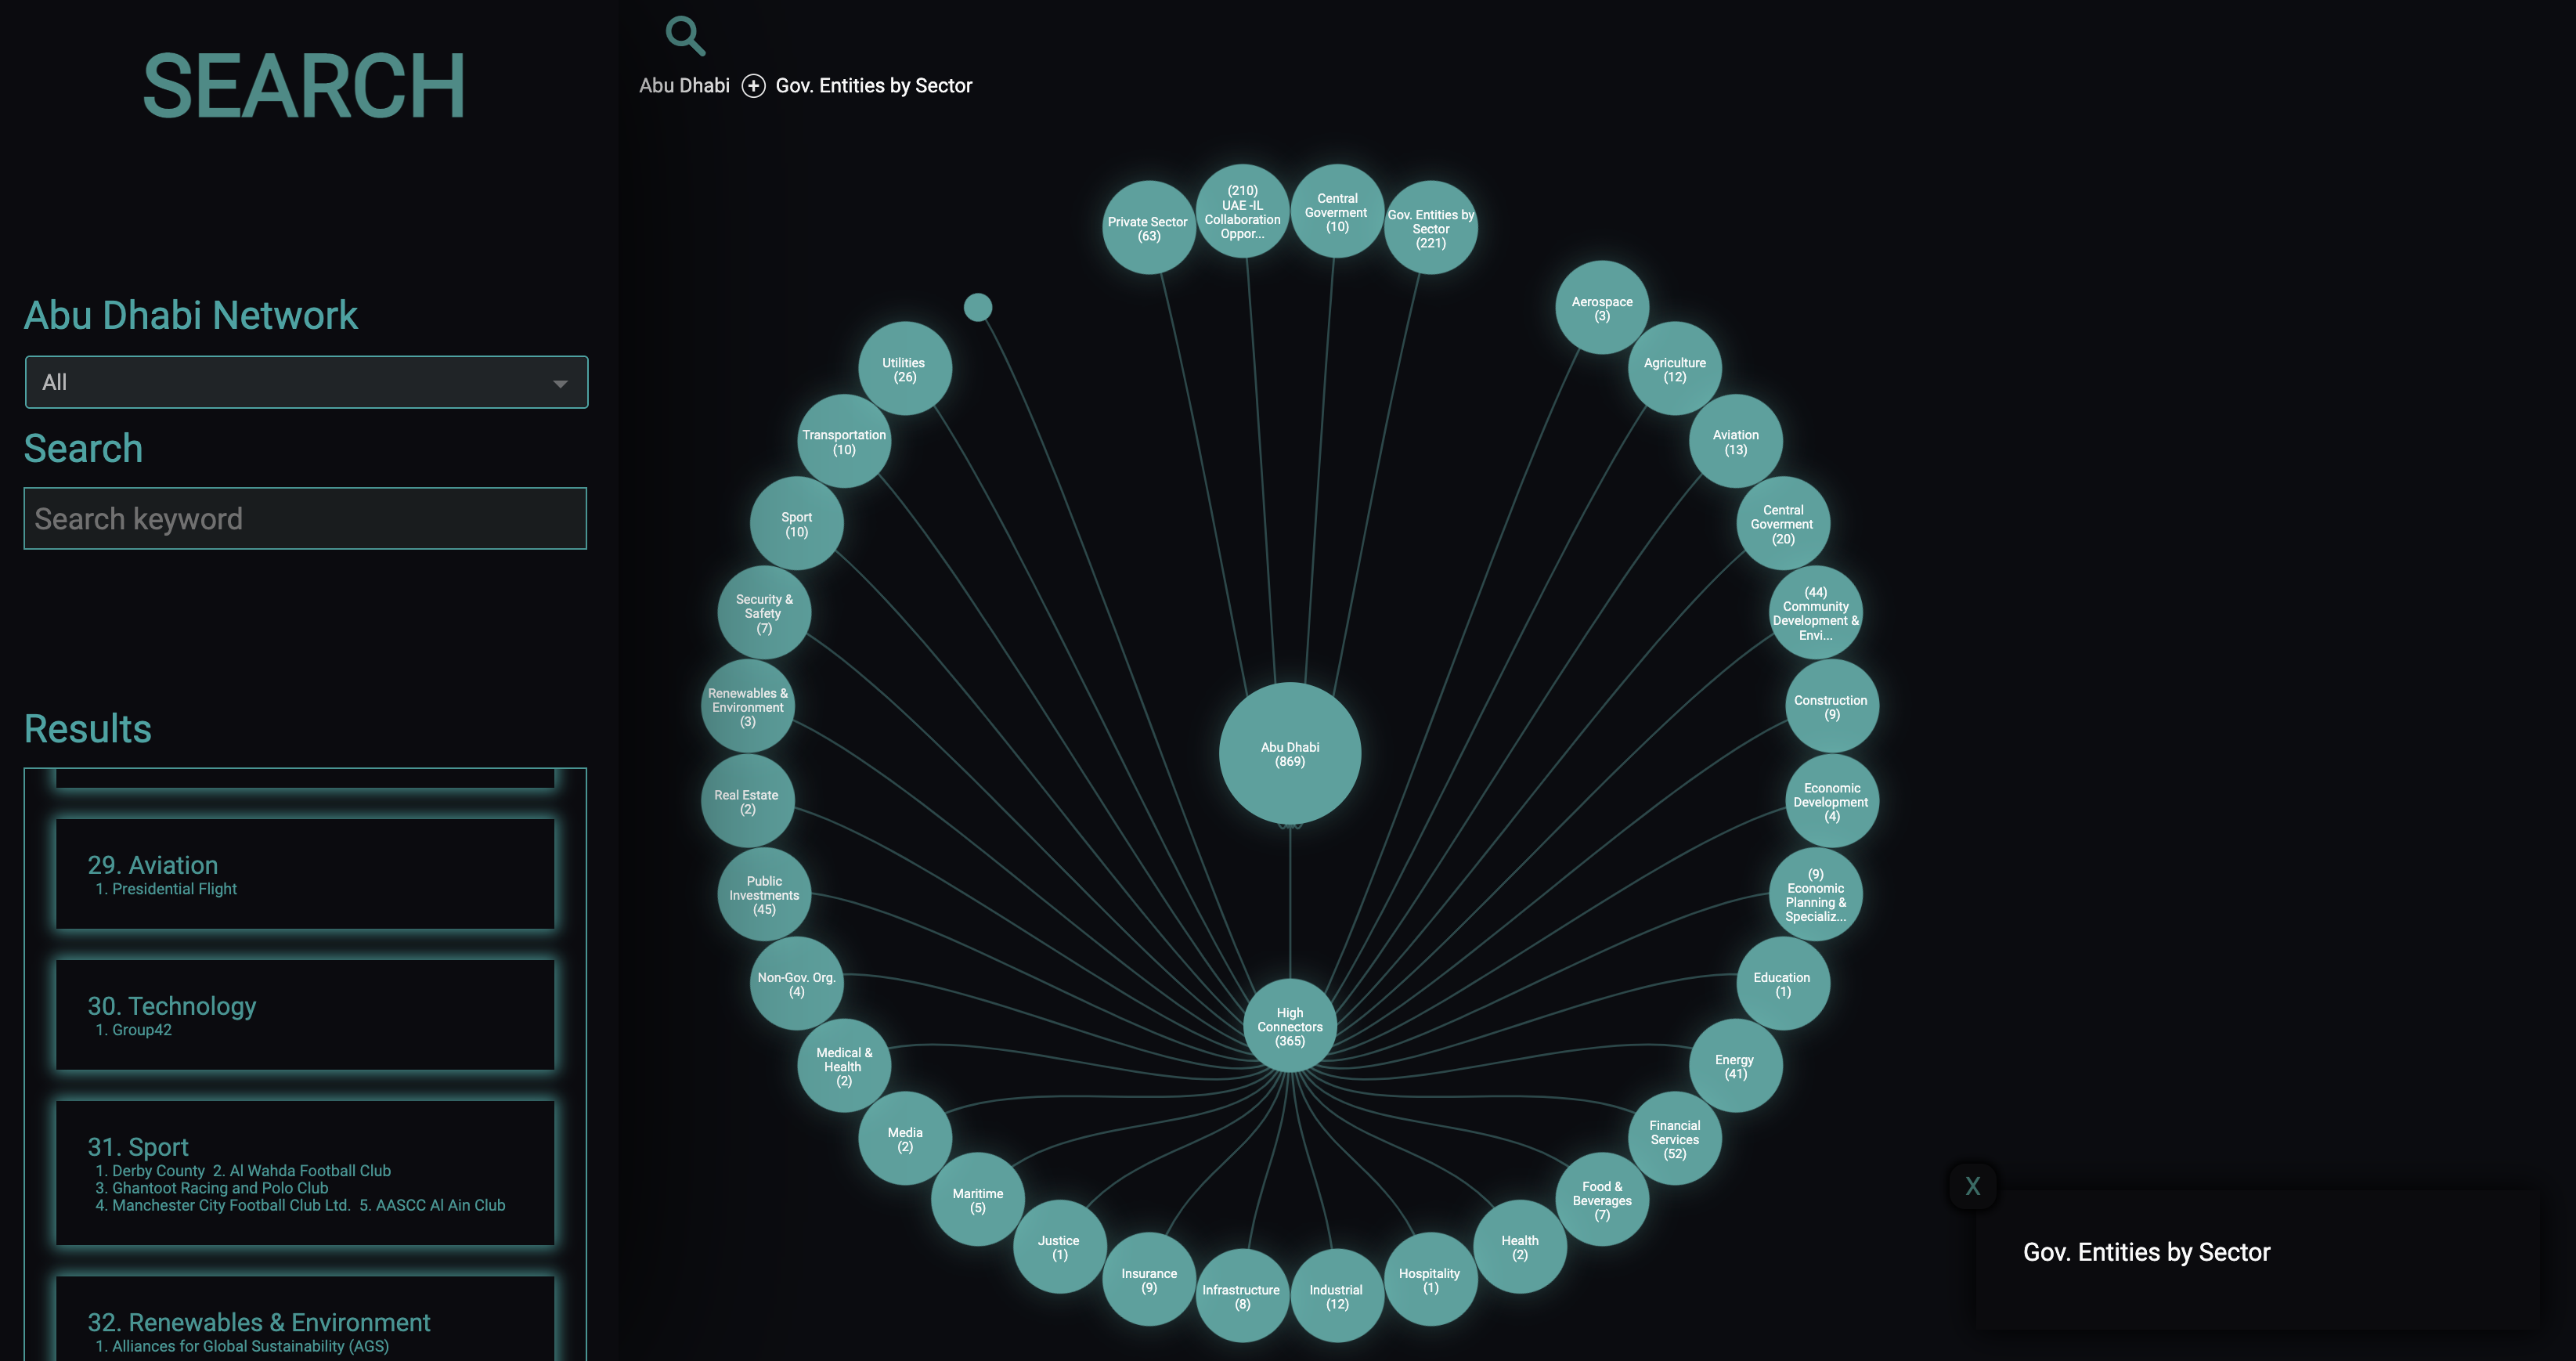 SEARCH
Abu Dhabi Network
All
Search
Search keyword
Results
29. Aviation
1. Presidential Flight
30. Technology
1. Group42
31. Sport
1. Derby County 2. Al Wahda Football Club
3. Ghantoot Racing and Polo Club
4. Manchester City Football Club Ltd. 5. AASCC Al Ain Club
32. Renewables & Environment
1. Alliances for Global Sustainability (AGS)
Abu Dhabi + Gov. Entities by Sector
Private Sector
(63)
(210)
UAE -IL
Collaboration
Oppor...
Central
Goverment
(10)
Gov. Entities by
Sector
(221)
Aerospace
(3)
Agriculture
(12)
Aviation
(13)
Central
Goverment
(20)
(44)
Community
Development &
Envi...
Construction
(9)
Economic
Development
(4)
(9)
Economic
Planning &
Specializ...
Education
(1)
Energy
(41)
Financial
Services
(52)
Food &
Beverages
(7)
Health
(2)
Hospitality
(1)
Industrial
(12)
Infrastructure
(8)
Insurance
(9)
Justice
(1)
Maritime
(5)
Media
(2)
Medical &
Health
(2)
Non-Gov. Org.
(4)
Public
Investments
(45)
Real Estate
(2)
Renewables &
Environment
(3)
Security &
Safety
(7)
Sport
(10)
Transportation
(10)
Utilities
(26)
Abu Dhabi
(869)
High
Connectors
(365)
X
Gov. Entities by Sector